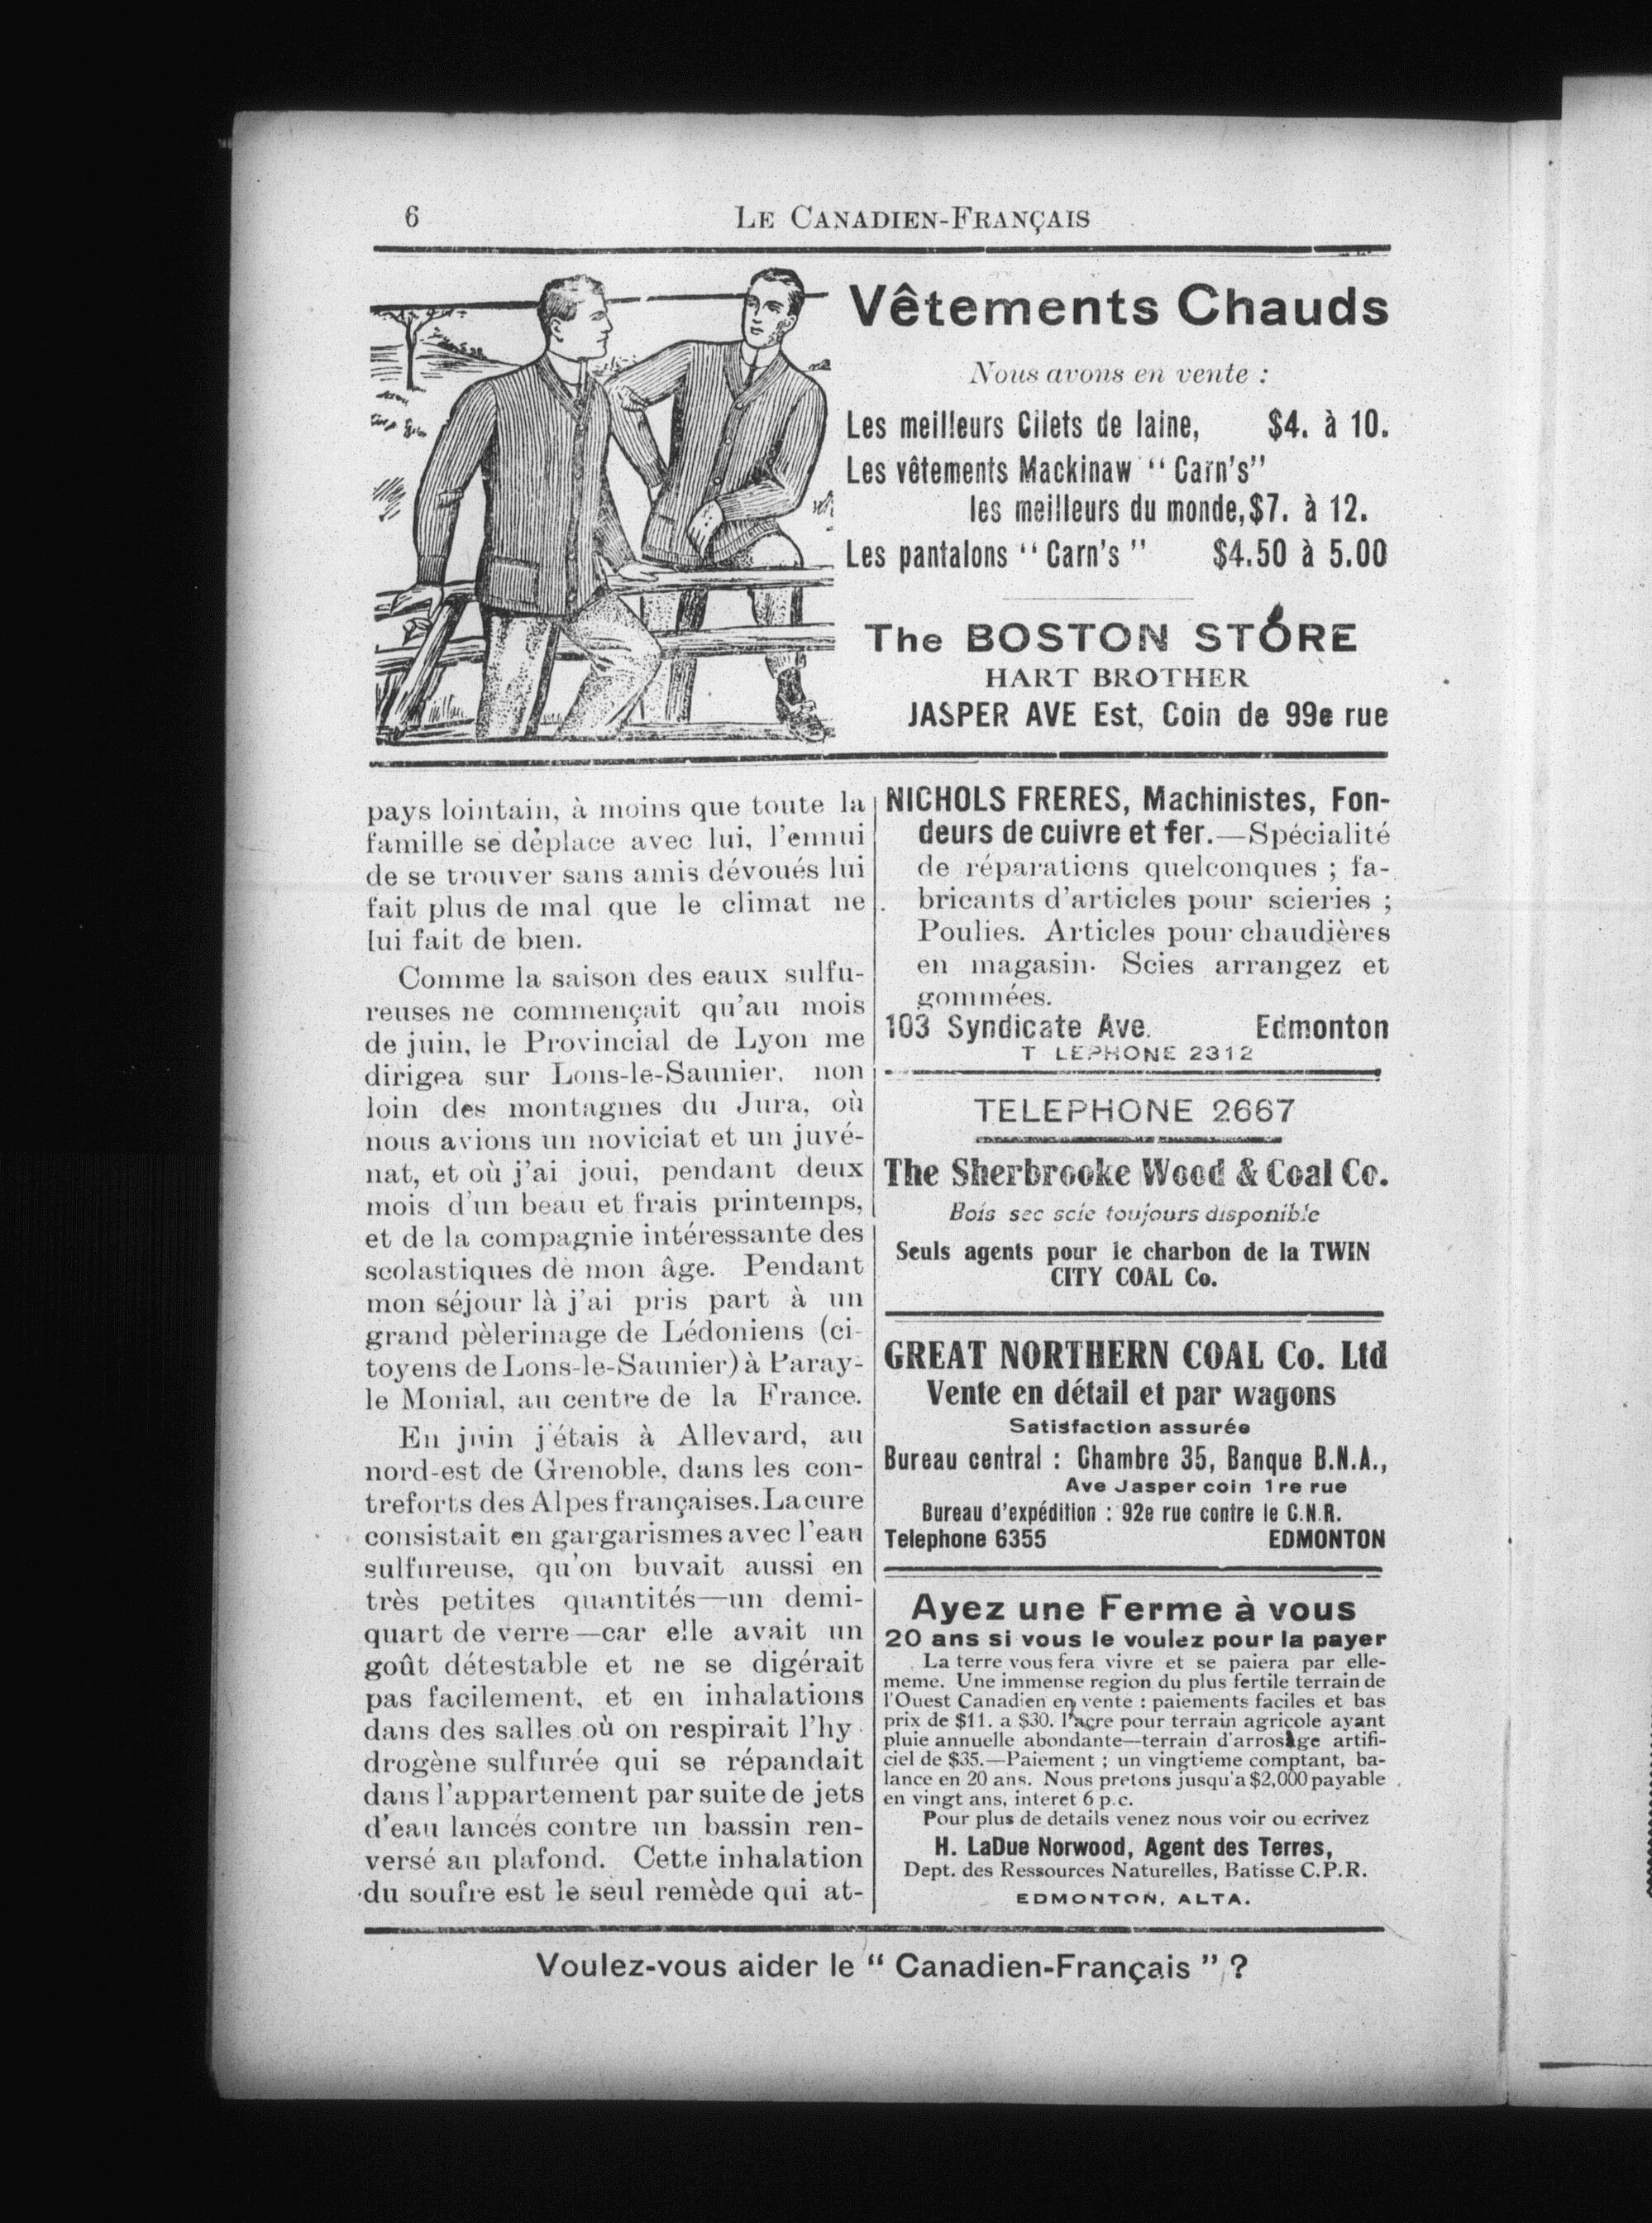 6
LE CANADIEN-FRANÇAIS
Vêtements Chauds
Nous avons en vente :
Les meilleurs Cilets de laine, $4. à 10.
Les vêtements Mackinaw “ Carn's”
les meilleurs du monde, $7. à 12.
Les pantalons “ Carn's ” $4.50 à 5.00
The BOSTON STORE
HART BROTHER
JASPER AVE Est, Coin de 99e rue
pays lointain, à moins que toute la
famille se déplace avec lui, l'ennui
de se trouver sans amis dévoués lui
fait plus de mal que le climat ne
lui fait de bien.
Comme la saison des eaux sulfu-
reuses ne commençait qu'au mois
de juin, le Provincial de Lyon me
dirigea sur Lons-le-Saunier, non
loin des montagnes du Jura, où
nous avions un noviciat et un juvé-
nat, et où j'ai joui, pendant deux
mois d'un beau et frais printemps,
et de la compagnie intéressante des
scolastiques de mon âge. Pendant
mon séjour là j'ai pris part à un
grand pèlerinage de Lédoniens (ci-
toyens de Lons-le-Saunier) à Paray-
le Monial, au centre de la France.
En juin j'étais à Allevard, au
nord-est de Grenoble, dans les con-
treforts des Alpes françaises. La cure
consistait en gargarismes avec l'eau
sulfureuse, qu'on buvait aussi en
très petites quantités—un demi-
quart de verre—car elle avait un
goût détestable et ne se digérait
pas facilement, et en inhalations
dans des salles où on respirait l'hy-
drogène sulfurée qui se répandait
dans l'appartement par suite de jets
d'eau lancés contre un bassin ren-
versé au plafond. Cette inhalation
du soufre est le seul remède qui at-
NICHOLS FRERES, Machinistes, Fon-
deurs de cuivre et fer.—Spécialité
de réparations quelconques ; fa-
bricants d'articles pour scieries ;
Poulies. Articles pour chaudières
en magasin. Scies arrangez et
gommées.
103 Syndicate Ave. Edmonton
T LEPHONE 2312
TELEPHONE 2667
The Sherbrooke Wood & Coal Co.
Bois sec scie toujours disponible
Seuls agents pour le charbon de la TWIN
CITY COAL Co.
GREAT NORTHERN COAL Co. Ltd
Vente en détail et par wagons
Satisfaction assurée
Bureau central : Chambre 35, Banque B.N.A.,
Ave Jasper coin 1re rue
Bureau d'expédition : 92e rue contre le C.N.R.
Telephone 6355 EDMONTON
Ayez une Ferme à vous
20 ans si vous le voulez pour la payer
La terre vous fera vivre et se paiera par elle-
meme. Une immense region du plus fertile terrain de
l'Ouest Canadien en vente : paiements faciles et bas
prix de $11. a $30. l'acre pour terrain agricole ayant
pluie annuelle abondante—terrain d'arrosage artifi-
ciel de $35.—Paiement ; un vingtieme comptant, ba-
lance en 20 ans. Nous pretons jusqu'a $2,000 payable
en vingt ans, interet 6 p.c.
Pour plus de details venez nous voir ou ecrivez
H. LaDue Norwood, Agent des Terres,
Dept. des Ressources Naturelles, Batisse C.P.R.
EDMONTON, ALTA.
Voulez-vous aider le “ Canadien-Français ” ?